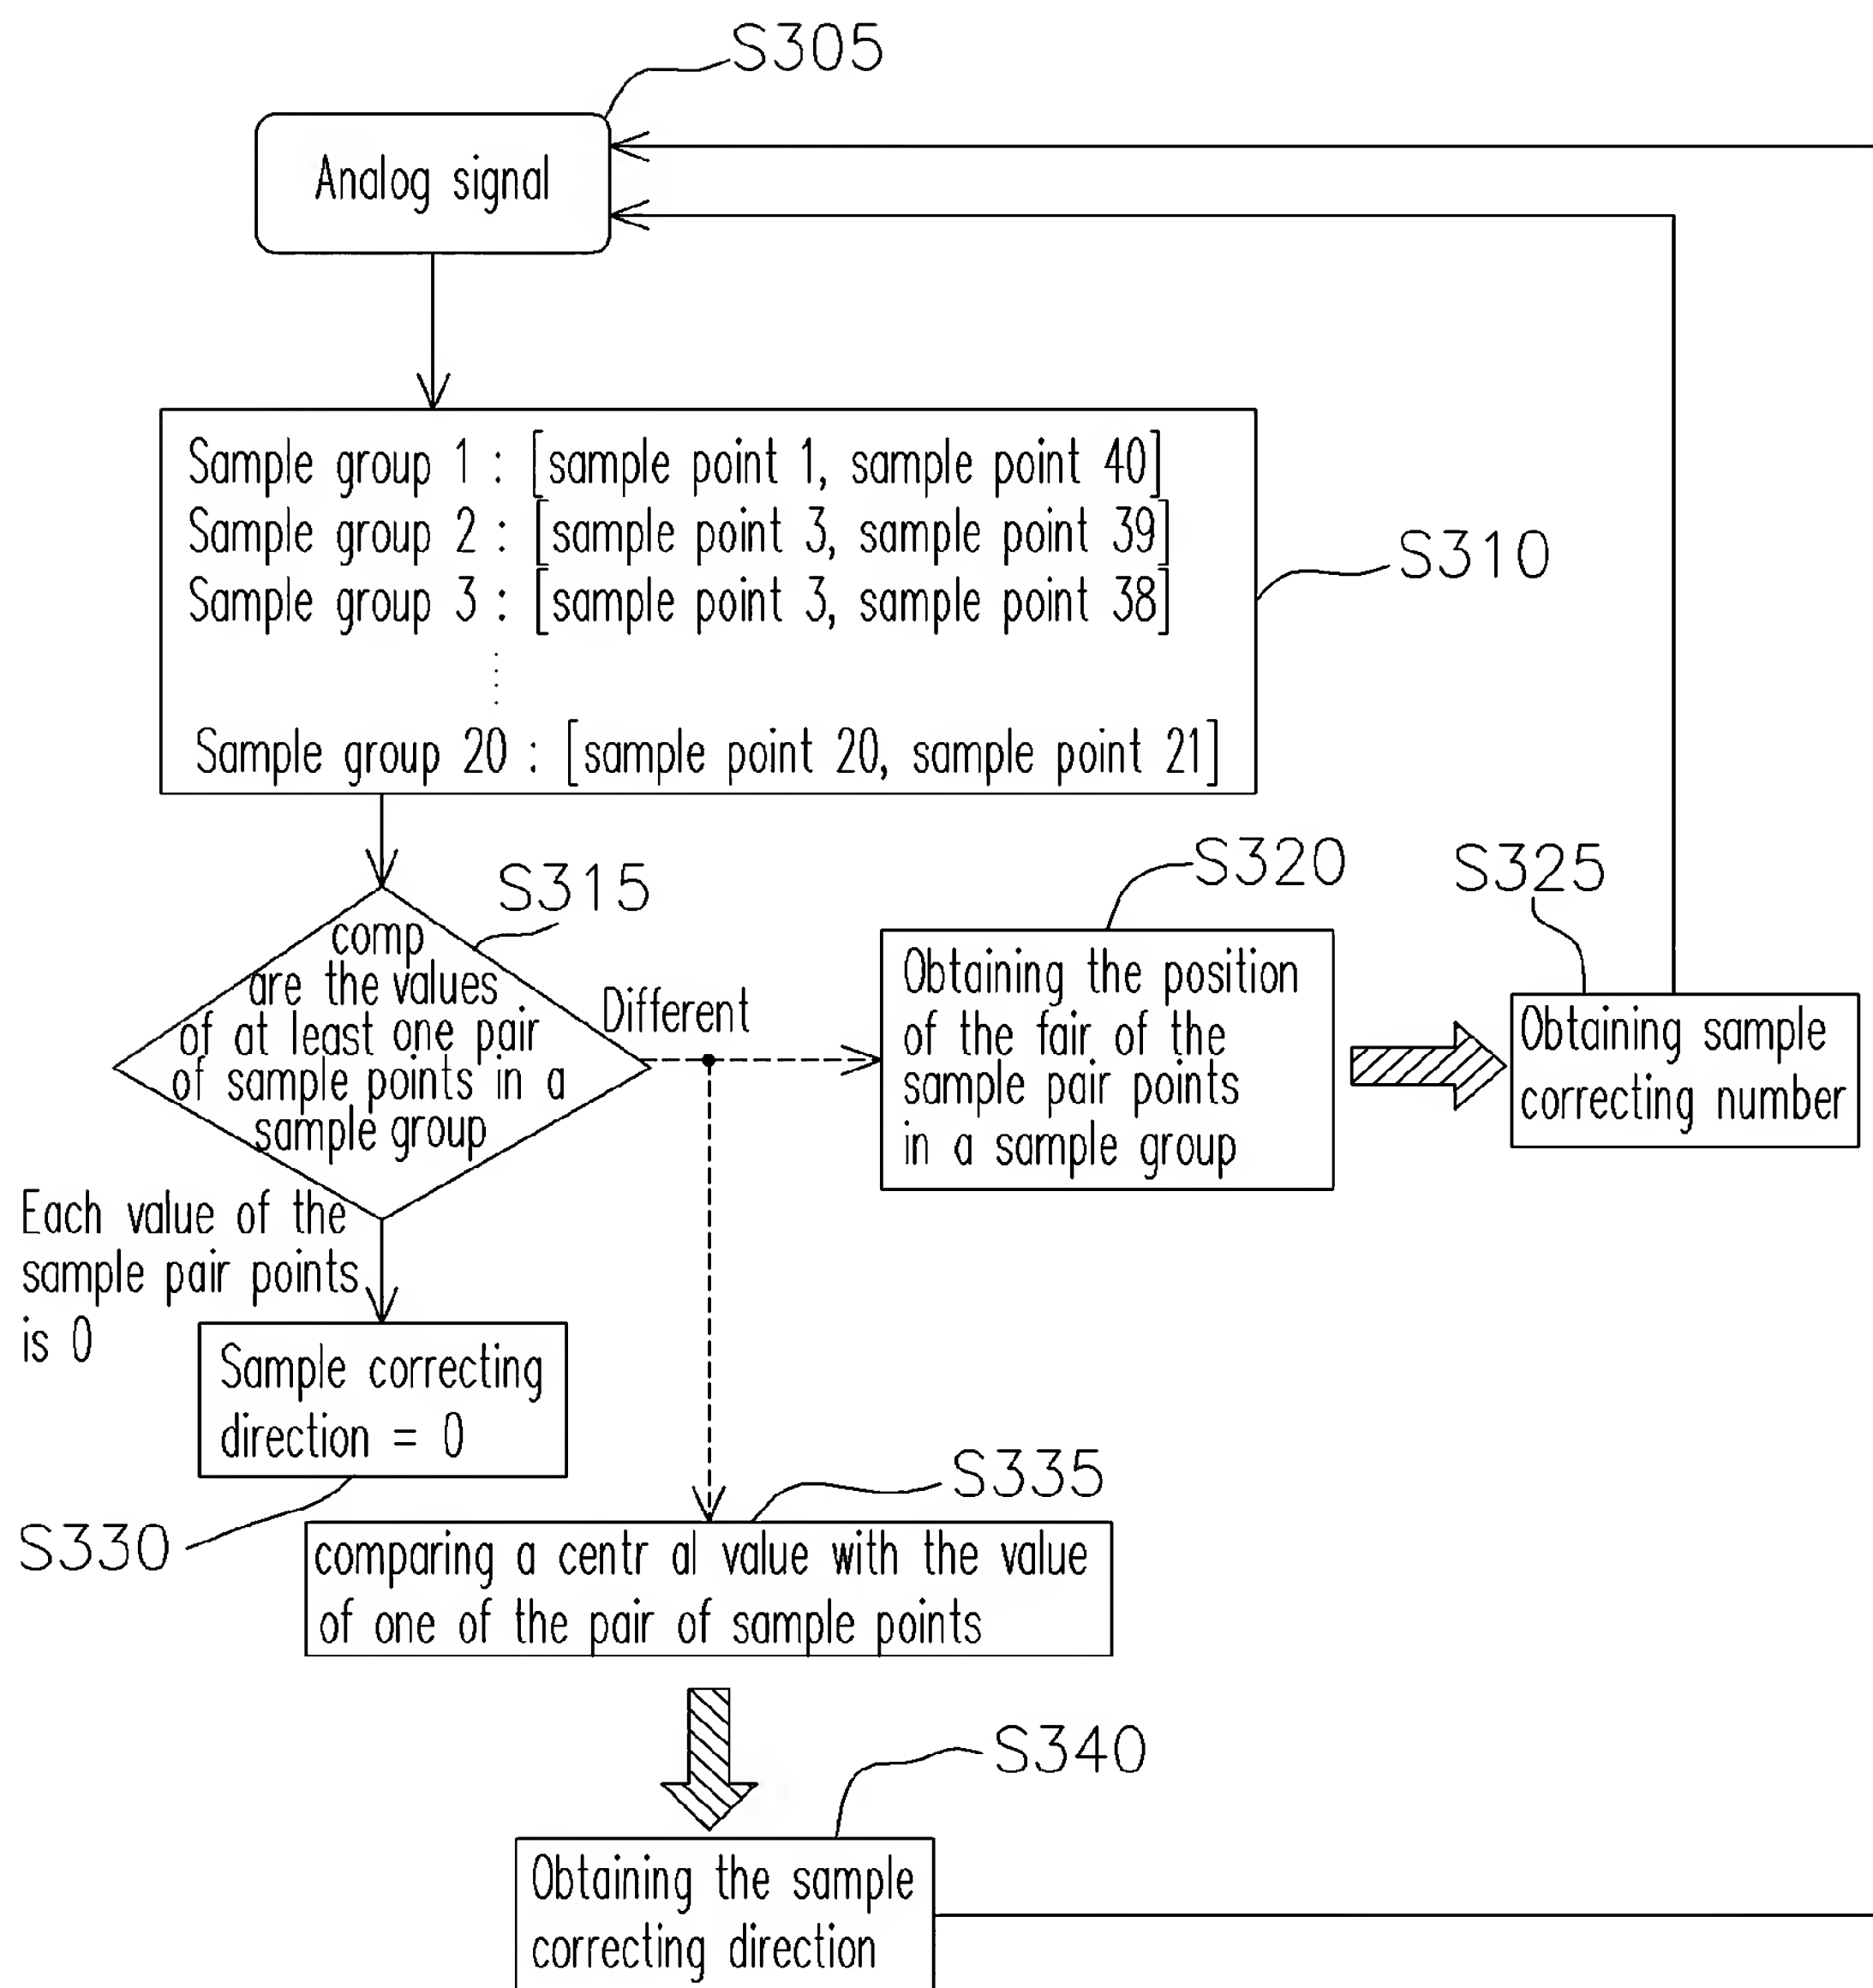 S305
Analog signal
Sample group 1 : [sample point 1, sample point 40]
Sample group 2 : [sample point 3, sample point 39]
Sample group 3 : [sample point 3, sample point 38]
Sample group 20 : [sample point 20, sample point 21]
S310
S315
comp
are the values
of at least one pair
of sample points in a
sample group
Different
S320
Obtaining the position
of the fair of the
sample pair points
in a sample group
S325
Obtaining sample
correcting number
Each value of the
sample pair points
is 0
Sample correcting
direction = 0
S330
S335
comparing a centr al value with the value
of one of the pair of sample points
S340
Obtaining the sample
correcting direction